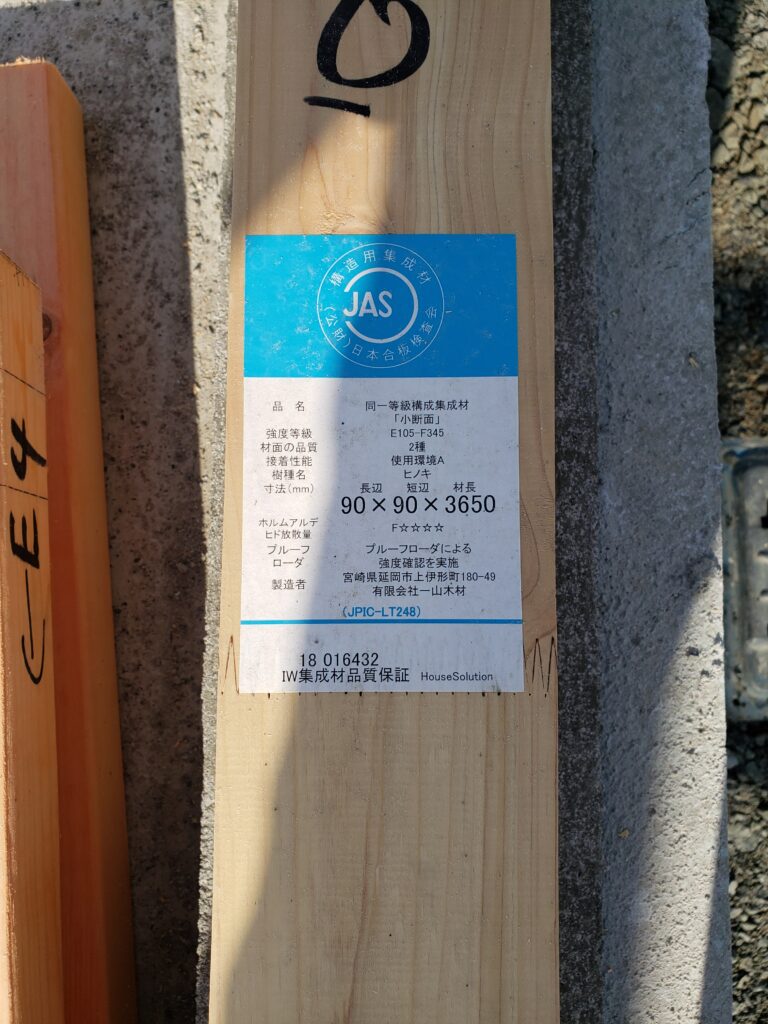 構造用集成材
JAS
(公財)日本合板検査会
品 名 同一等級構成集成材
「小断面」
強度等級 E105-F345
材面の品質 2種
接着性能 使用環境A
樹種名 ヒノキ
寸法(mm) 長辺 短辺 材長
90×90×3650
ホルムアルデ
ヒド放散量 F☆☆☆☆
プルーフ プルーフローダによる
ローダ 強度確認を実施
製造者 宮崎県延岡市上伊形町180-49
有限会社一山木材
(JPIC-LT248)
18 016432
IW集成材品質保証 HouseSolution
E4